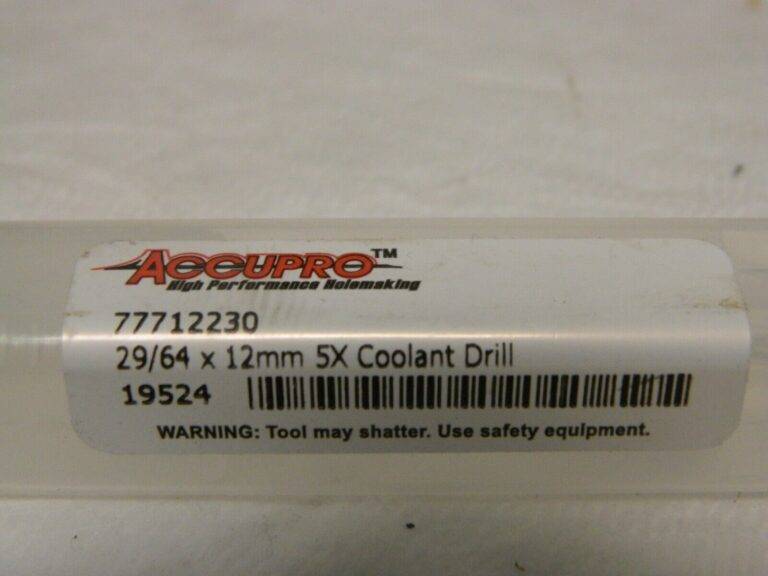 ACCUPRO™
High Performance Holemaking
77712230
29/64 x 12mm 5X Coolant Drill
19524
WARNING: Tool may shatter. Use safety equipment.